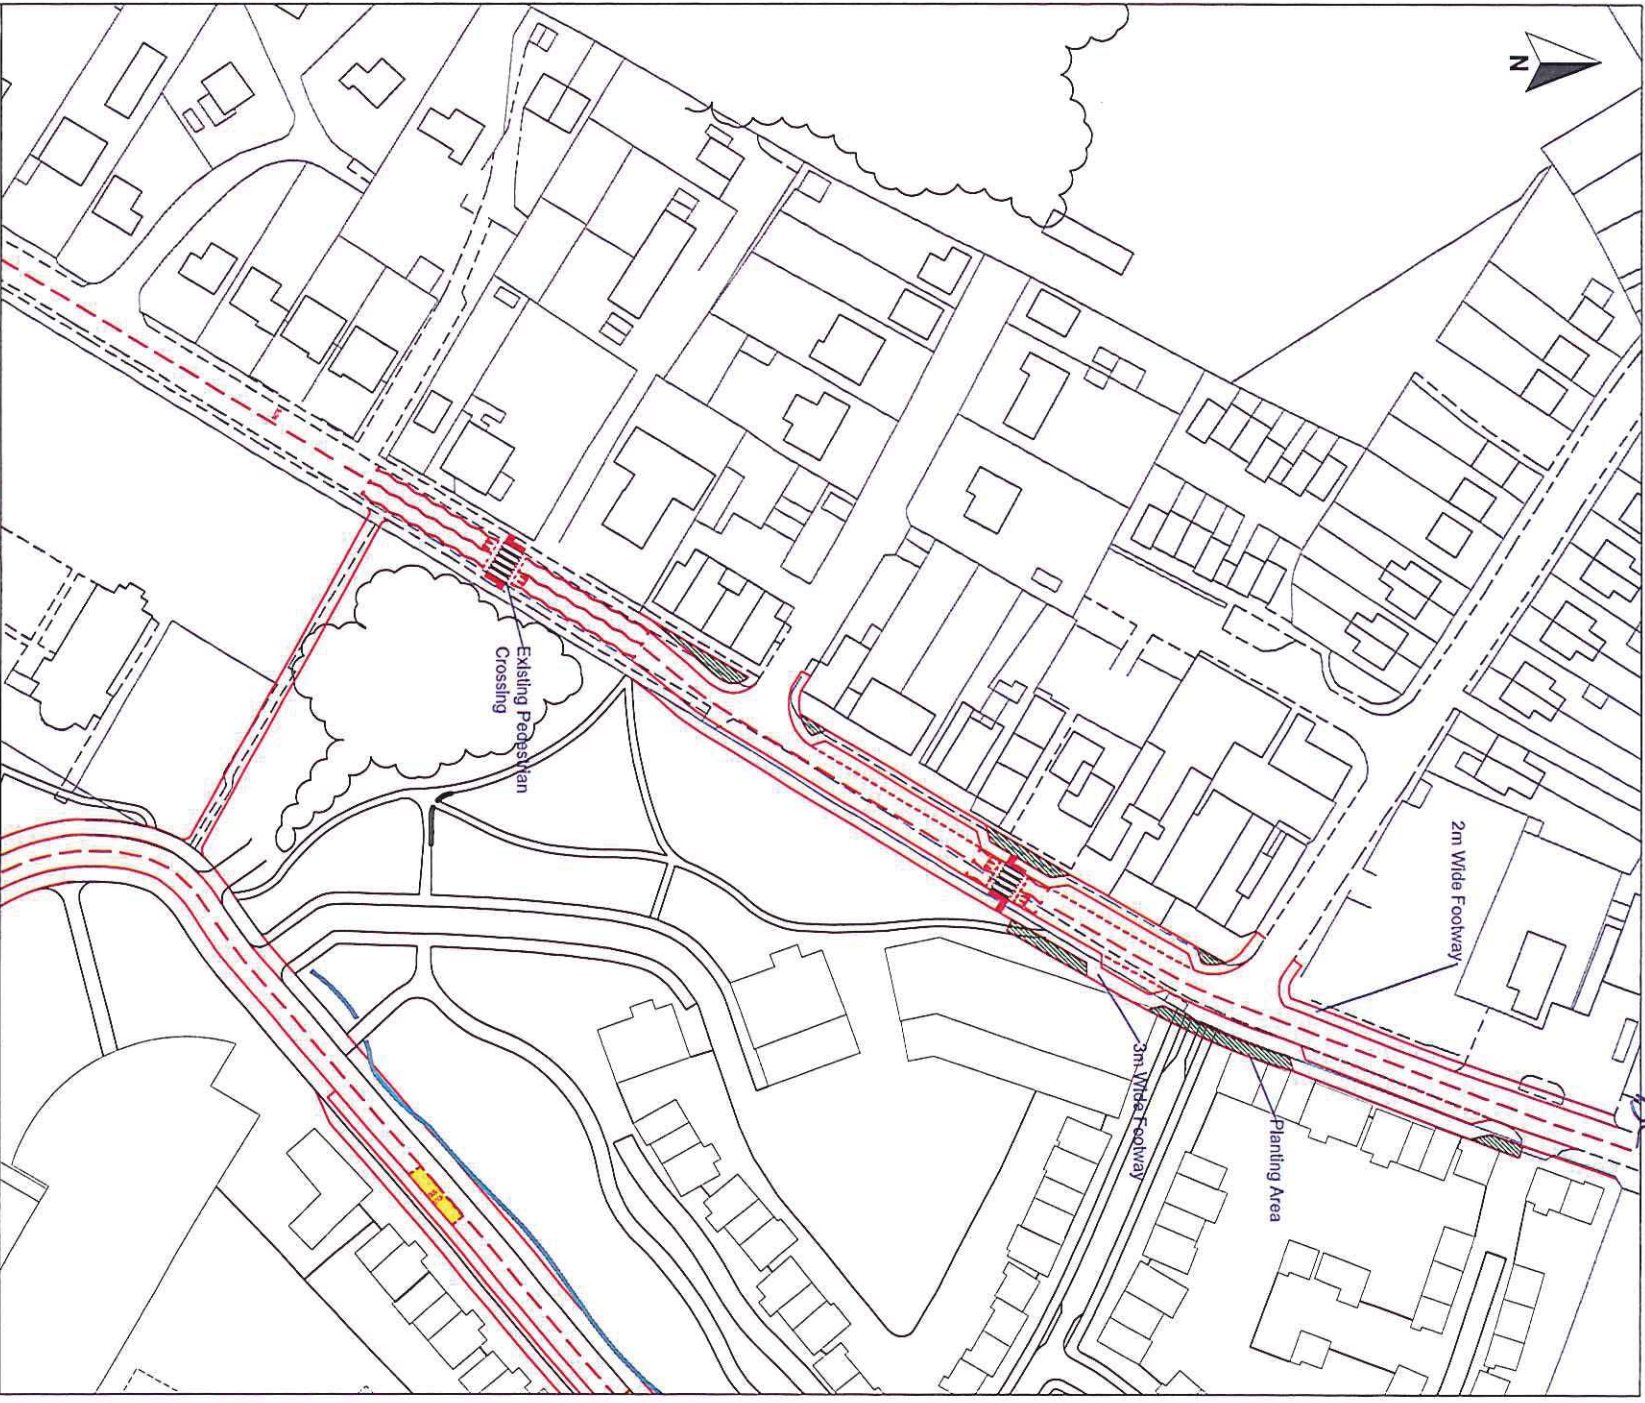 N
2m Wide Footway
3m Wide Footway
Planting Area
Existing Pedestrian
Crossing